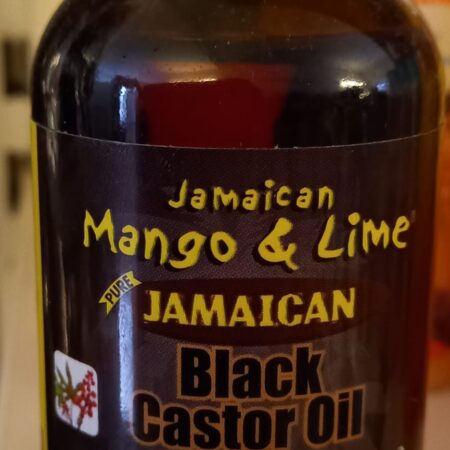 Jamaican
Mango & Lime
PURE
JAMAICAN
Black
Castor Oil